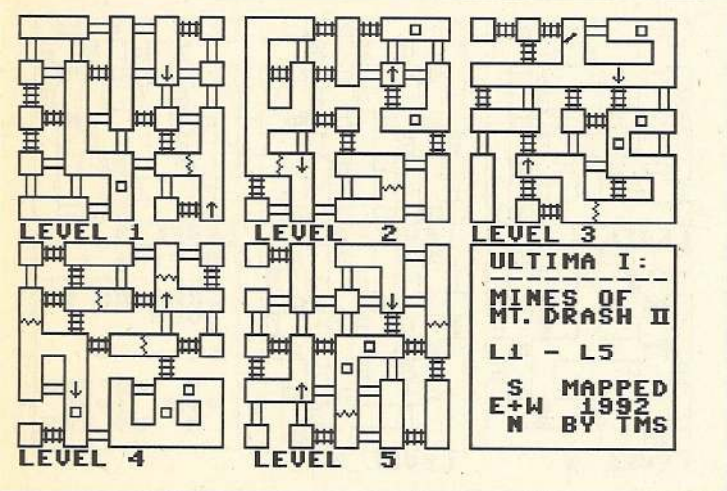 LEVEL 1
LEVEL 2
LEVEL 3
LEVEL 4
LEVEL 5
ULTIMA I:
MINES OF
MT. DRASH II
L1 - L5
S MAPPED
E+W 1992
N BY TMS